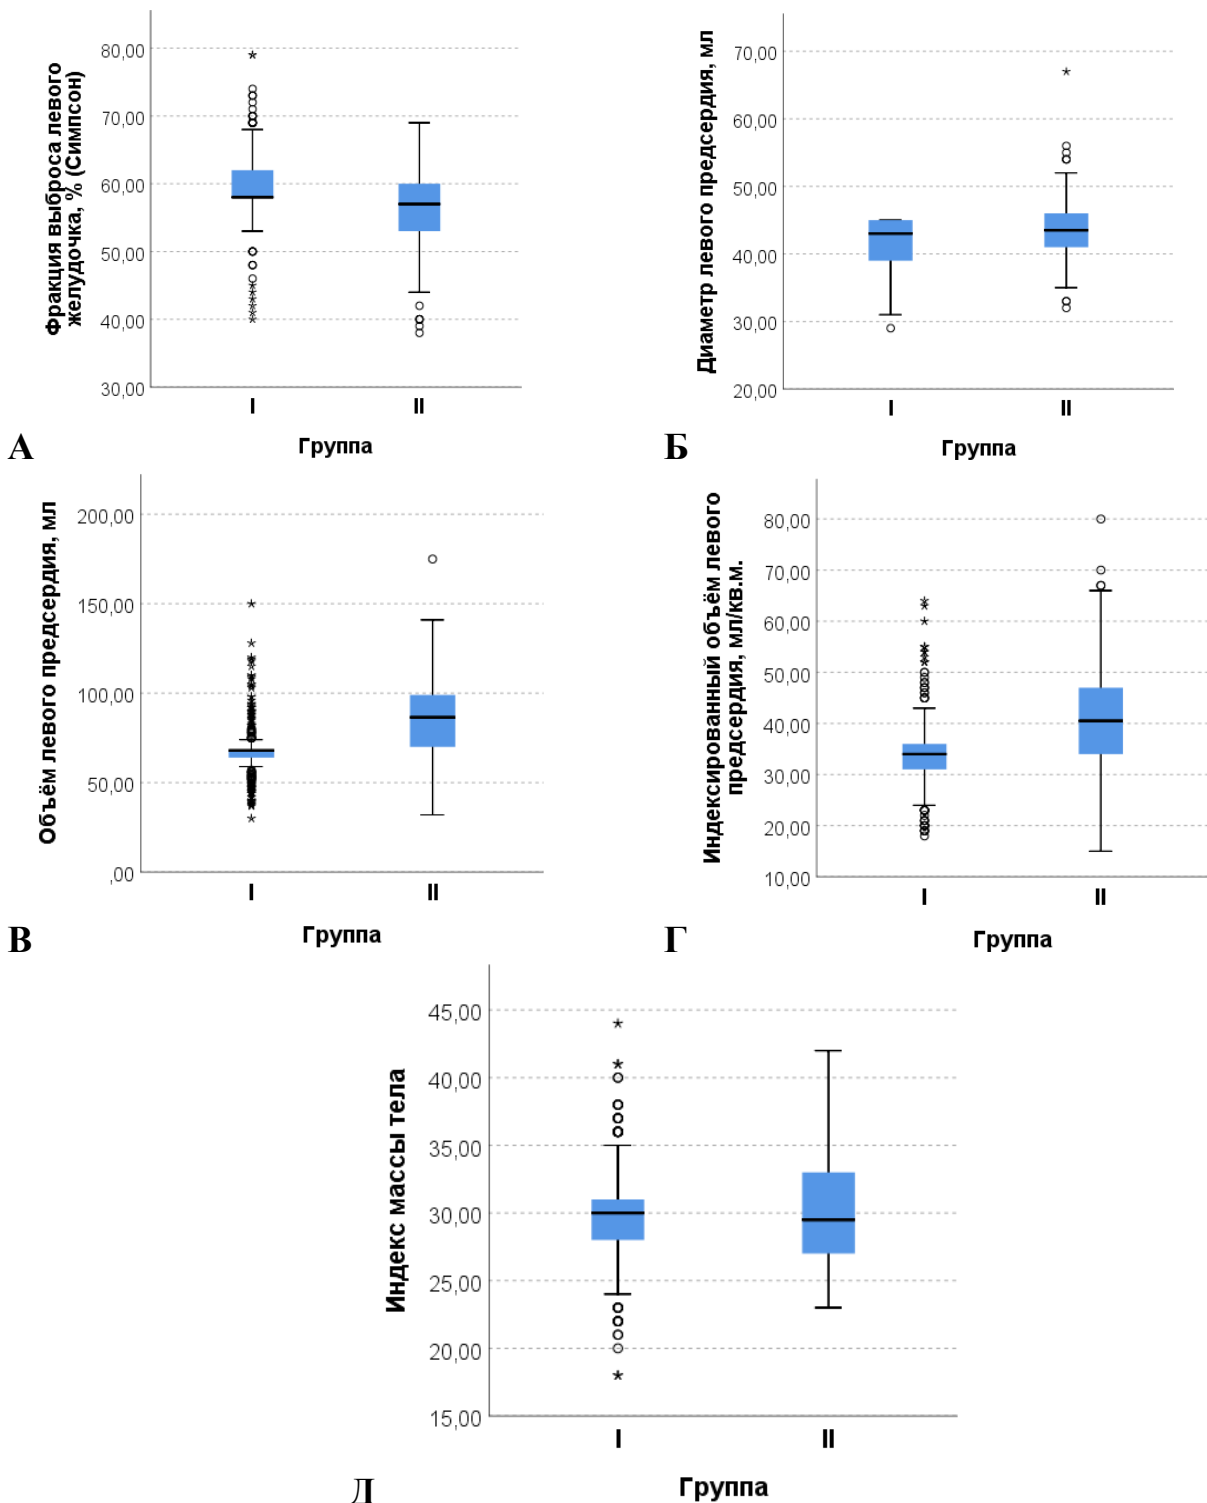 Фракция выброса левого
желудочка, % (Симпсон)
80,00
70,00
60,00
50,00
40,00
30,00
I II
Группа
А
Диаметр левого предсердия, мл
70,00
60,00
50,00
40,00
30,00
20,00
I II
Группа
Б
Объём левого предсердия, мл
200,00
150,00
100,00
50,00
,00
I II
Группа
В
Индексированный объём левого
предсердия, мл/кв.м.
80,00
70,00
60,00
50,00
40,00
30,00
20,00
10,00
I II
Группа
Г
Индекс массы тела
45,00
40,00
35,00
30,00
25,00
20,00
15,00
I II
Группа
Д